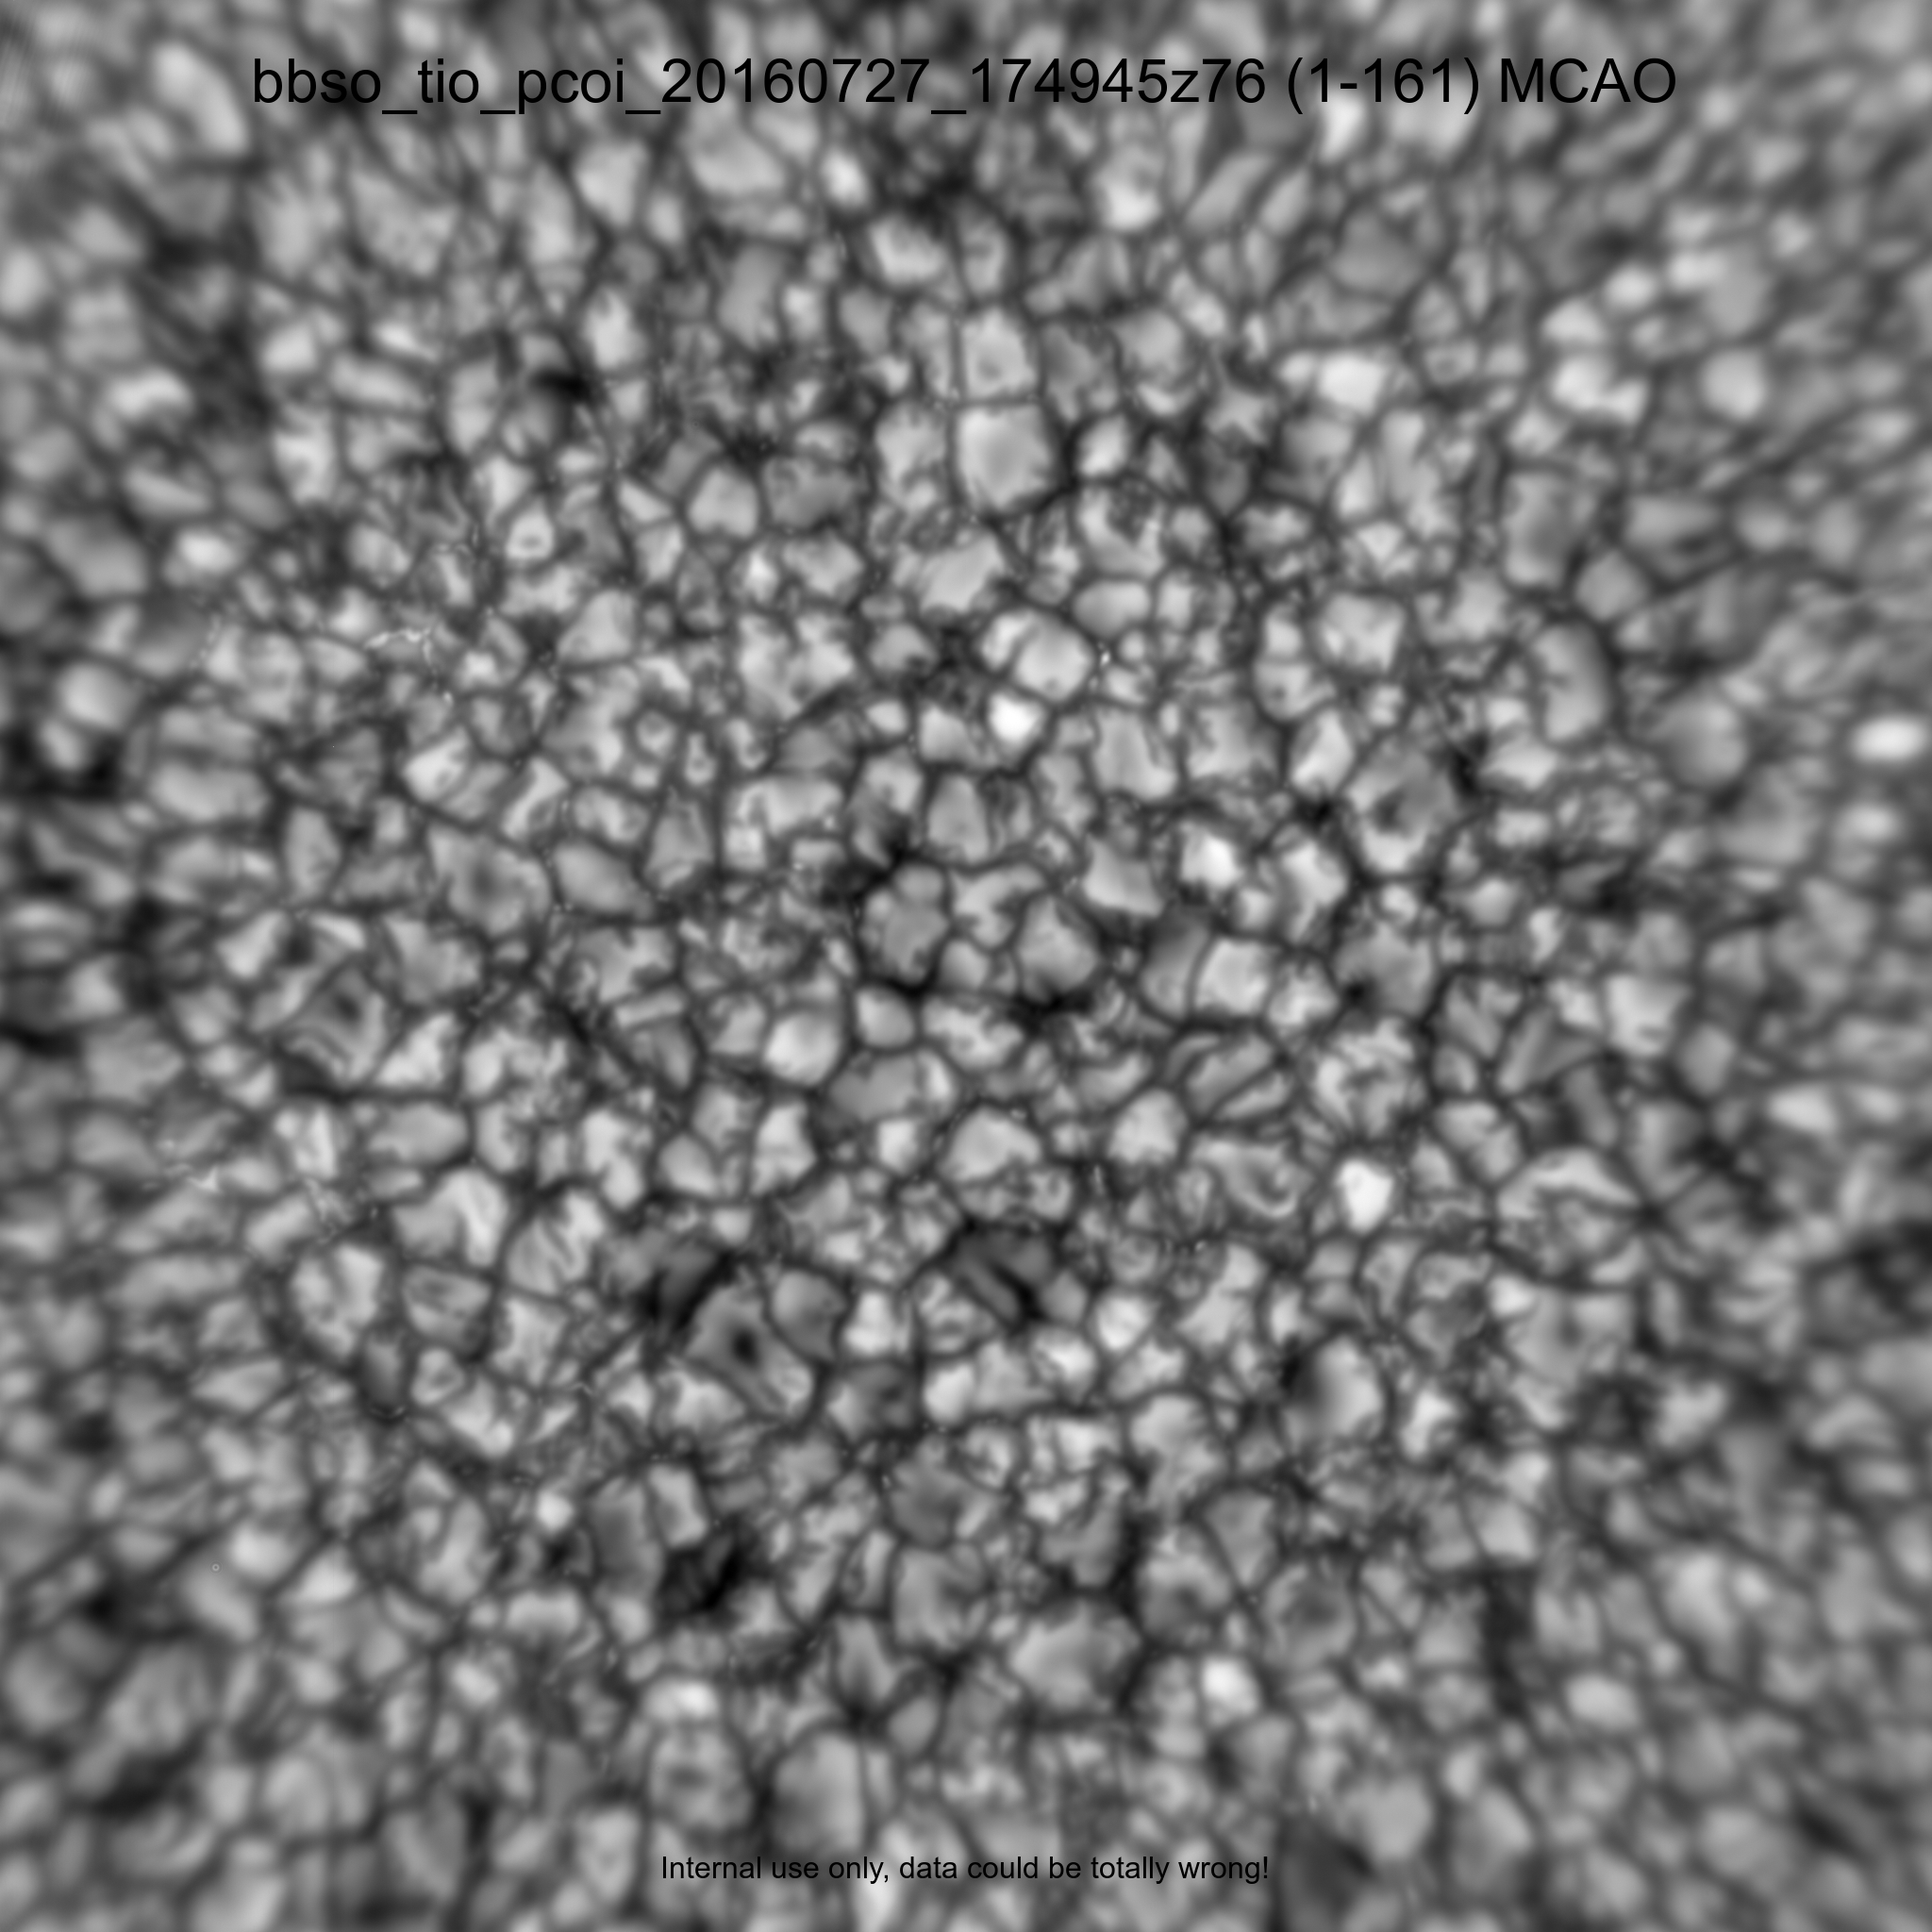 bbso_tio_pcoi_20160727_174945z76 (1-161) MCAO
Internal use only, data could be totally wrong!